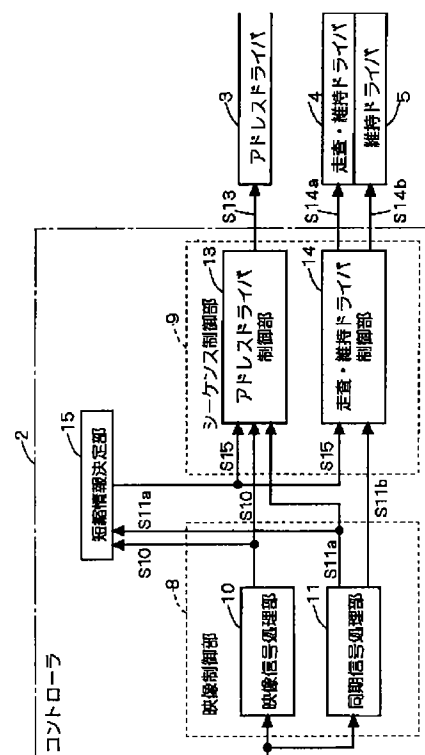 コントローラ
2
短縮情報決定部
15
映像制御部
8
映像信号処理部
10
同期信号処理部
11
S10
S11a
S10
S11a
S11b
シーケンス制御部
9
アドレスドライバ
制御部
13
走査・維持ドライバ
制御部
14
S15
S15
S13
S14a
S14b
アドレスドライバ
3
走査・維持ドライバ
4
維持ドライバ
5